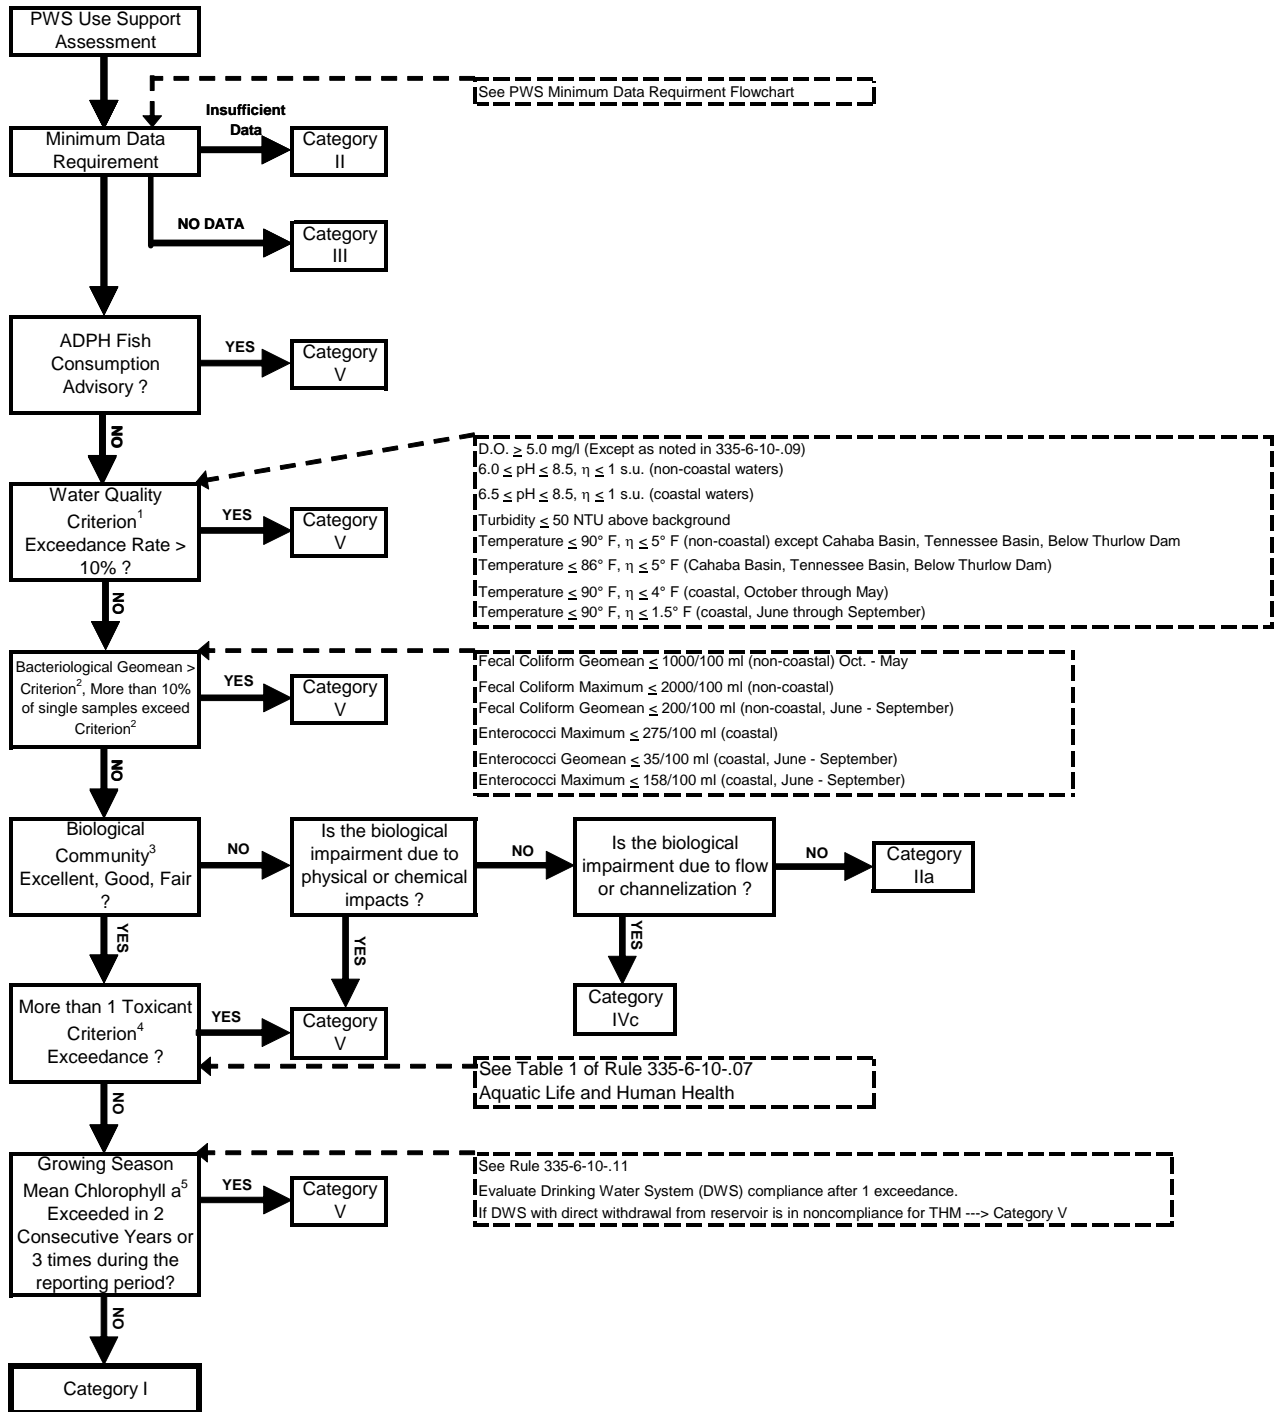 PWS Use Support
Assessment
See PWS Minimum Data Requirment Flowchart
Insufficient
Data
Minimum Data
Requirement
Category
II
NO DATA
Category
III
ADPH Fish
Consumption
Advisory ?
YES
Category
V
NO
D.O. ≥ 5.0 mg/l (Except as noted in 335-6-10-.09)
6.0 ≤ pH ≤ 8.5, η ≤ 1 s.u. (non-coastal waters)
6.5 ≤ pH ≤ 8.5, η ≤ 1 s.u. (coastal waters)
Turbidity ≤ 50 NTU above background
Temperature ≤ 90° F, η ≤ 5° F (non-coastal) except Cahaba Basin, Tennessee Basin, Below Thurlow Dam
Temperature ≤ 86° F, η ≤ 5° F (Cahaba Basin, Tennessee Basin, Below Thurlow Dam)
Temperature ≤ 90° F, η ≤ 4° F (coastal, October through May)
Temperature ≤ 90° F, η ≤ 1.5° F (coastal, June through September)
Water Quality
Criterion¹
Exceedance Rate >
10% ?
YES
Category
V
NO
Bacteriological Geomean >
Criterion², More than 10%
of single samples exceed
Criterion²
YES
Category
V
Fecal Coliform Geomean ≤ 1000/100 ml (non-coastal) Oct. - May
Fecal Coliform Maximum ≤ 2000/100 ml (non-coastal)
Fecal Coliform Geomean ≤ 200/100 ml (non-coastal, June - September)
Enterococci Maximum ≤ 275/100 ml (coastal)
Enterococci Geomean ≤ 35/100 ml (coastal, June - September)
Enterococci Maximum ≤ 158/100 ml (coastal, June - September)
NO
Biological
Community³
Excellent, Good, Fair
?
NO
Is the biological
impairment due to
physical or chemical
impacts ?
NO
Is the biological
impairment due to flow
or channelization ?
NO
Category
IIa
YES
YES
YES
More than 1 Toxicant
Criterion⁴
Exceedance ?
YES
Category
V
Category
IVc
See Table 1 of Rule 335-6-10-.07
Aquatic Life and Human Health
NO
Growing Season
Mean Chlorophyll a⁵
Exceeded in 2
Consecutive Years or
3 times during the
reporting period?
YES
Category
V
See Rule 335-6-10-.11
Evaluate Drinking Water System (DWS) compliance after 1 exceedance.
If DWS with direct withdrawal from reservoir is in noncompliance for THM ---> Category V
NO
Category I